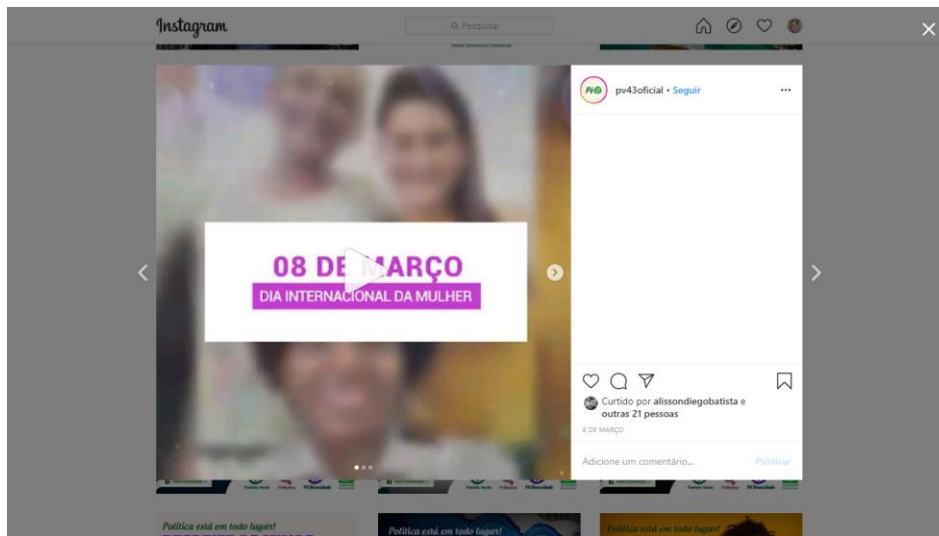 Instagram
Pesquisar
08 DE MARÇO
DIA INTERNACIONAL DA MULHER
PV
pv43oficial • Seguir
Curtido por alissondiegobatista e
outras 21 pessoas
8 DE MARÇO
Adicione um comentário...
Publicar
Política está em todo lugar!
Política está em todo lugar!
Política está em todo lugar!